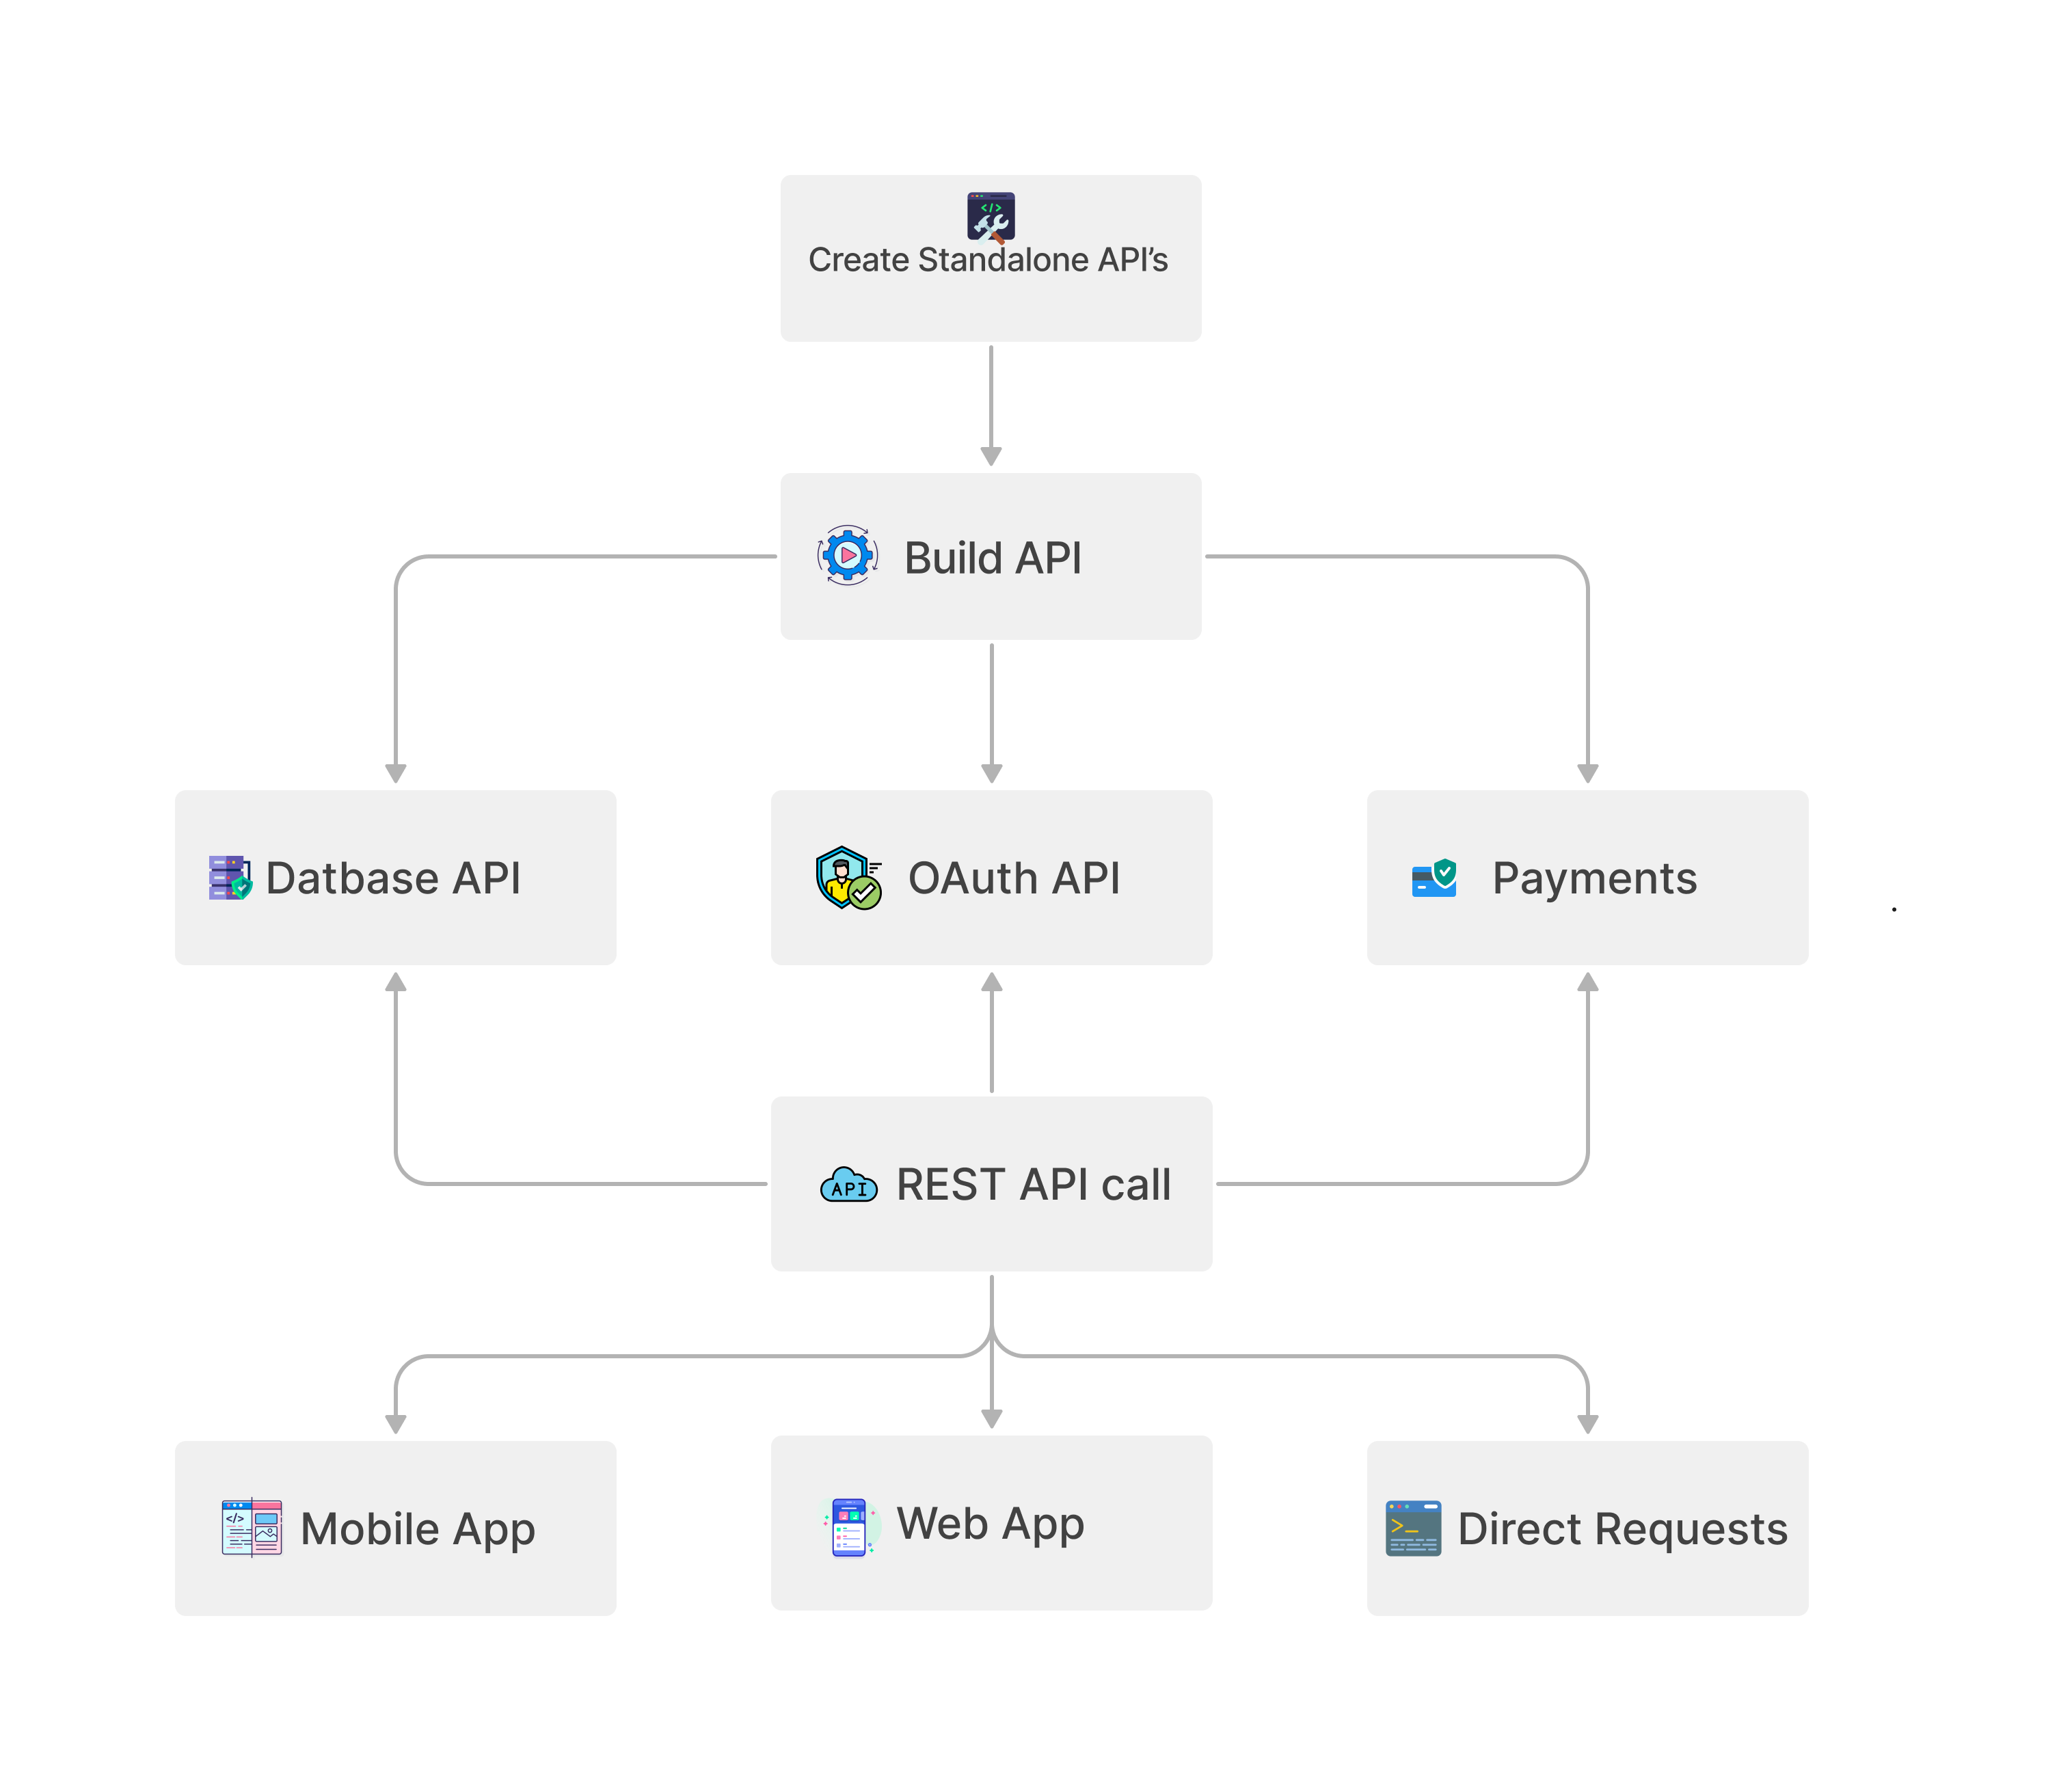 Create Standalone API's
Build API
Datbase API
OAuth API
Payments
API
REST API call
Mobile App
Web App
Direct Requests